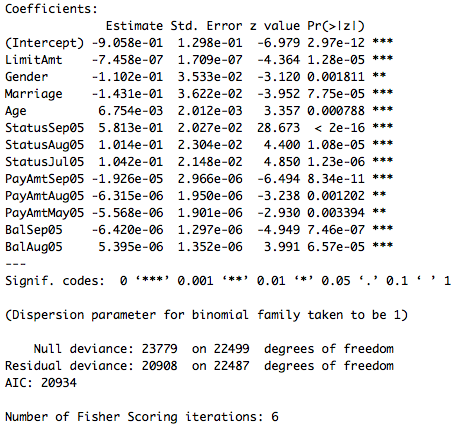 Coefficients:
              Estimate Std. Error z value Pr(>|z|)
(Intercept) -9.058e-01  1.298e-01  -6.979 2.97e-12 ***
LimitAmt    -7.458e-07  1.709e-07  -4.364 1.28e-05 ***
Gender      -1.102e-01  3.533e-02  -3.120 0.001811 **
Marriage    -1.431e-01  3.622e-02  -3.952 7.75e-05 ***
Age          6.754e-03  2.012e-03   3.357 0.000788 ***
StatusSep05  5.813e-01  2.027e-02  28.673  < 2e-16 ***
StatusAug05  1.014e-01  2.304e-02   4.400 1.08e-05 ***
StatusJul05  1.042e-01  2.148e-02   4.850 1.23e-06 ***
PayAmtSep05 -1.926e-05  2.966e-06  -6.494 8.34e-11 ***
PayAmtAug05 -6.315e-06  1.950e-06  -3.238 0.001202 **
PayAmtMay05 -5.568e-06  1.901e-06  -2.930 0.003394 **
BalSep05    -6.420e-06  1.297e-06  -4.949 7.46e-07 ***
BalAug05     5.395e-06  1.352e-06   3.991 6.57e-05 ***
---
Signif. codes:  0 ‘***’ 0.001 ‘**’ 0.01 ‘*’ 0.05 ‘.’ 0.1 ‘ ’ 1
(Dispersion parameter for binomial family taken to be 1)
    Null deviance: 23779  on 22499  degrees of freedom
Residual deviance: 20908  on 22487  degrees of freedom
AIC: 20934
Number of Fisher Scoring iterations: 6